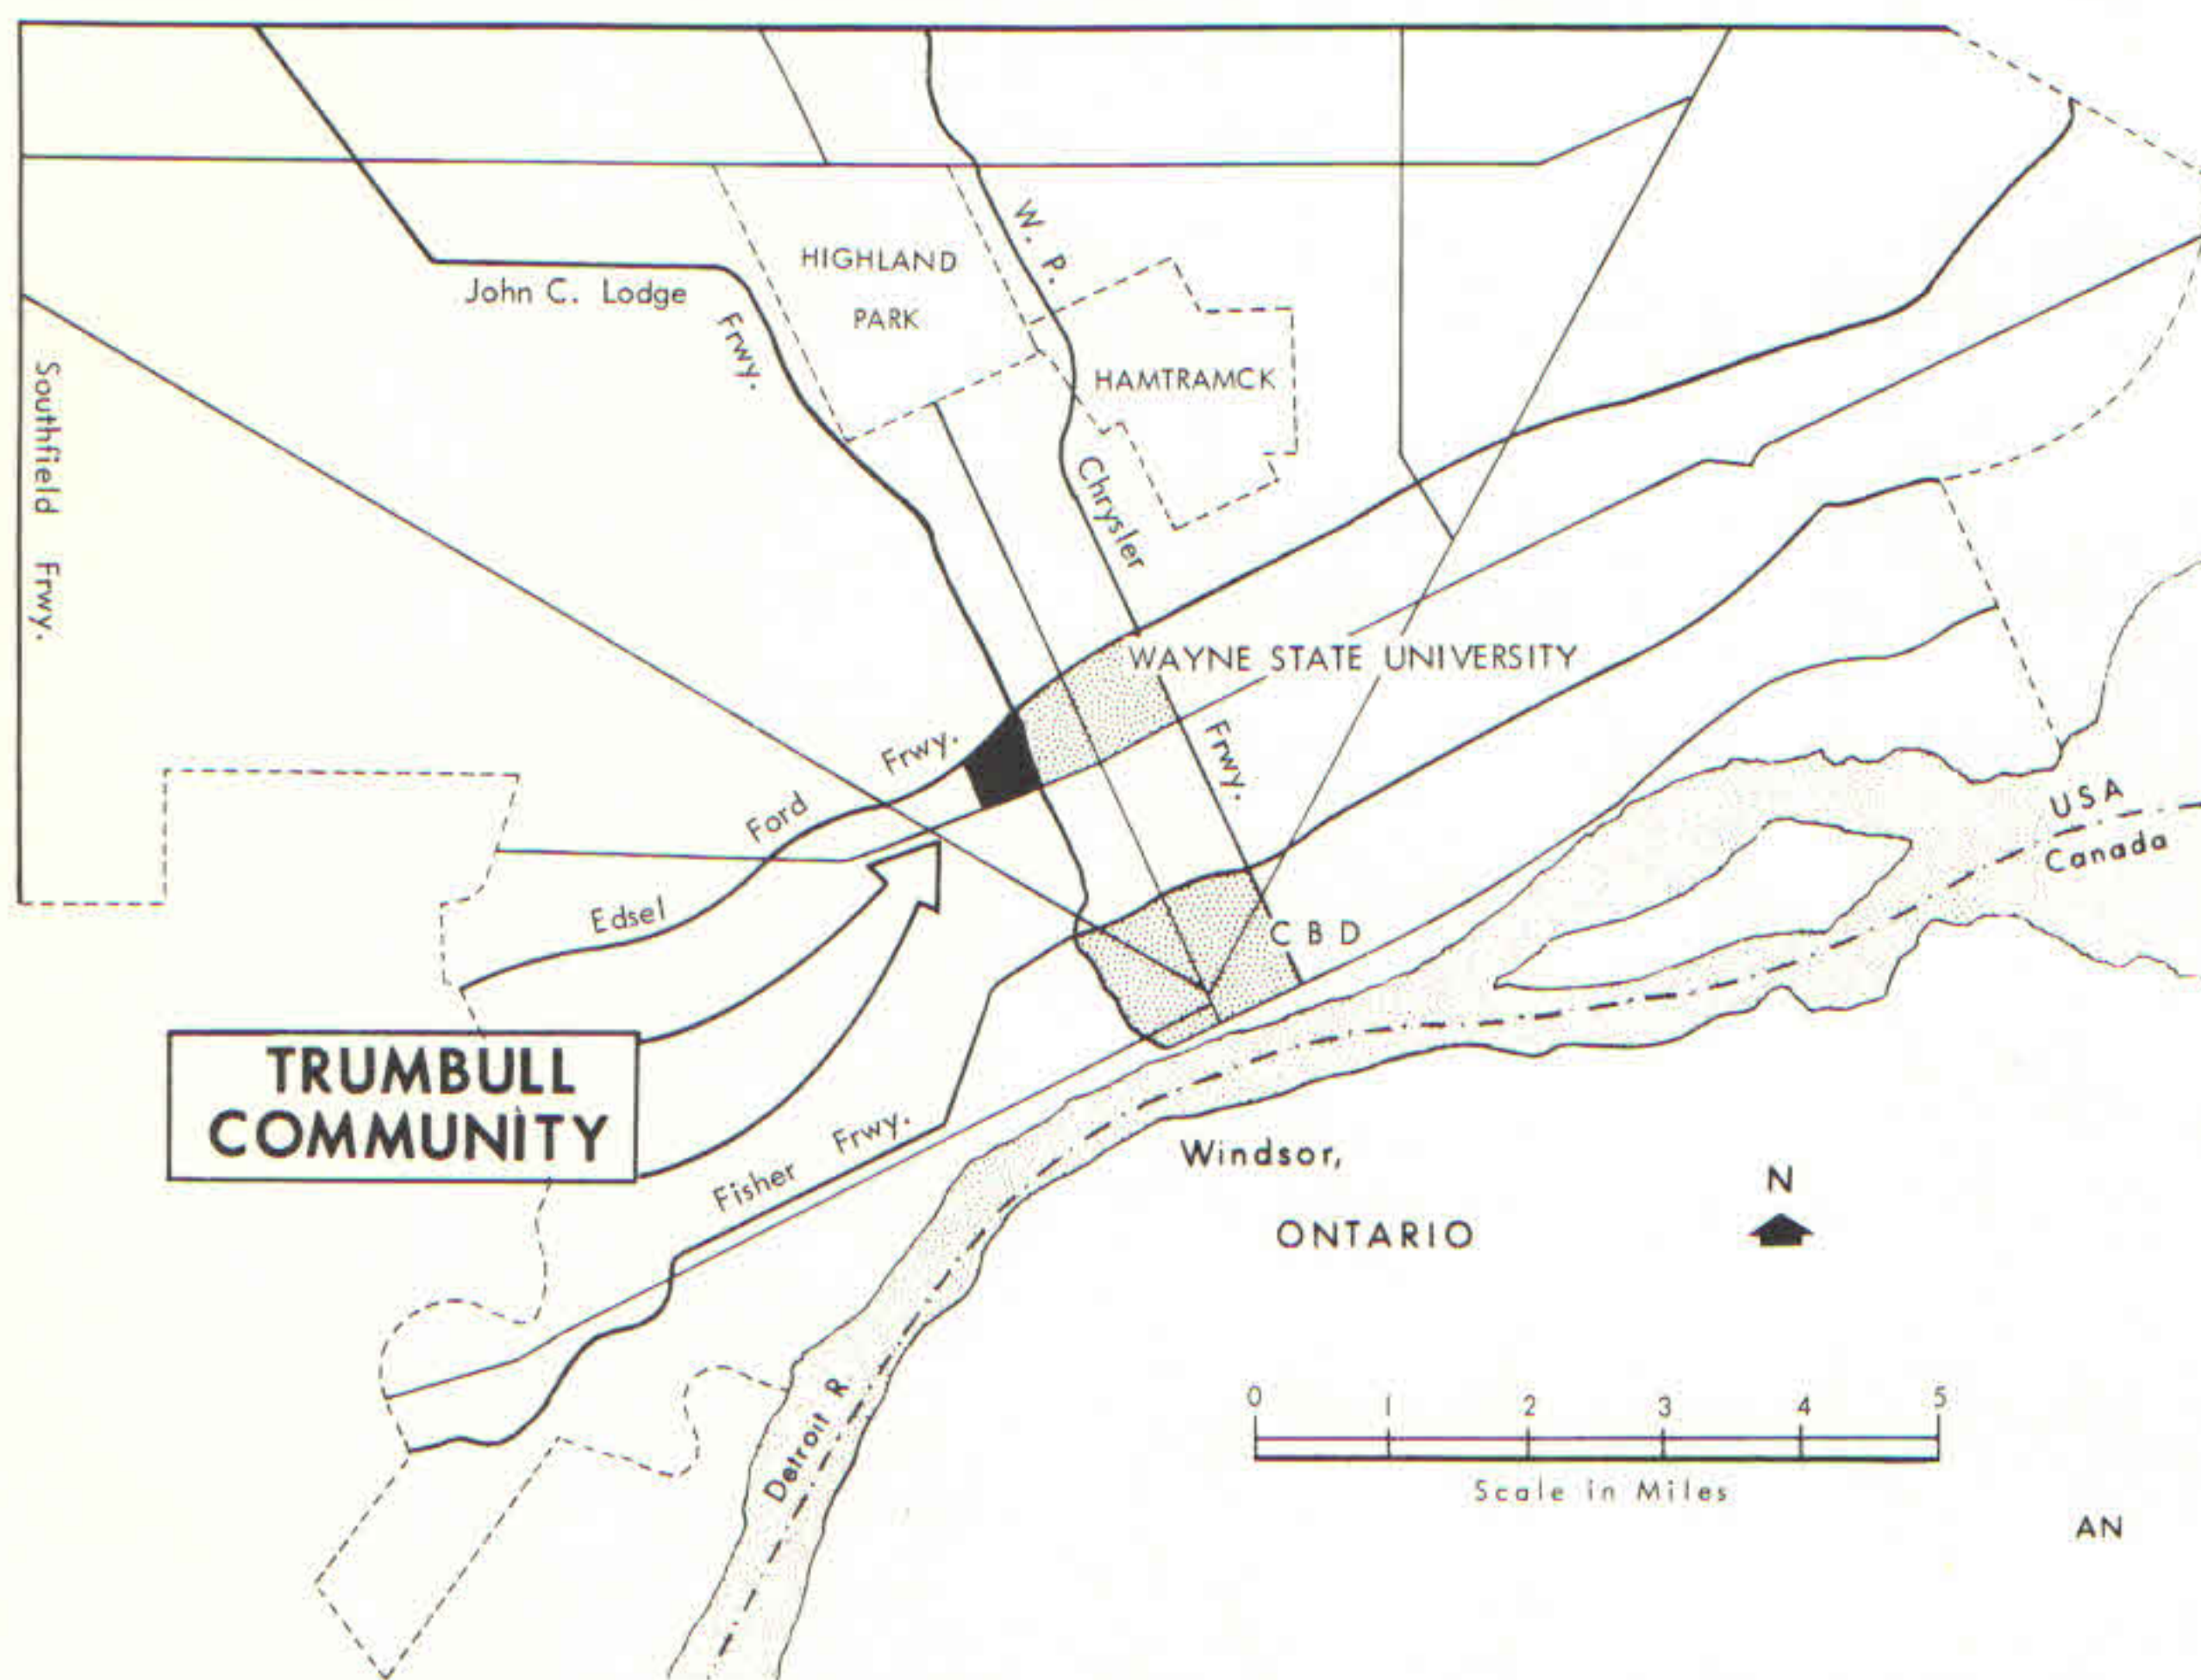 HIGHLAND
PARK
W. P.
Chrysler
Frwy.
John C. Lodge
Frwy.
HAMTRAMCK
Southfield Frwy.
WAYNE STATE UNIVERSITY
Edsel Ford Frwy.
USA
Canada
C B D
TRUMBULL
COMMUNITY
Fisher Frwy.
Windsor,
ONTARIO
N
Detroit R
0 1 2 3 4 5
Scale in Miles
AN